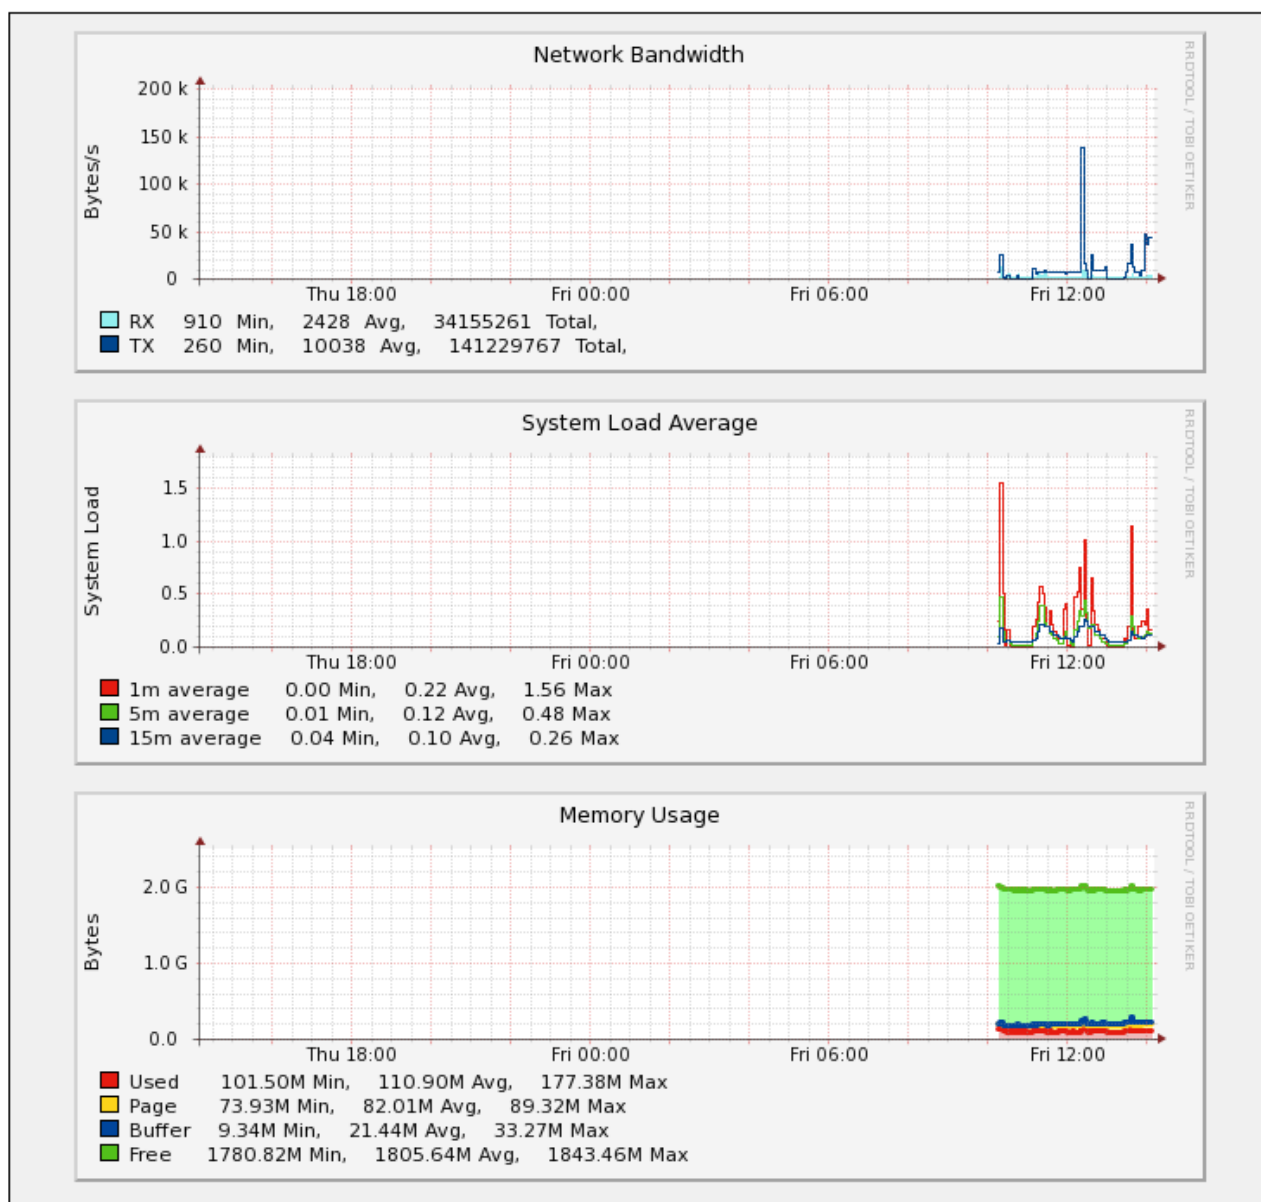 Network Bandwidth
200 k
150 k
100 k
50 k
0
Bytes/s
Thu 18:00 Fri 00:00 Fri 06:00 Fri 12:00
RX 910 Min, 2428 Avg, 34155261 Total,
TX 260 Min, 10038 Avg, 141229767 Total,
RRDTOOL / TOBI OETIKER
System Load Average
1.5
1.0
0.5
0.0
System Load
Thu 18:00 Fri 00:00 Fri 06:00 Fri 12:00
1m average 0.00 Min, 0.22 Avg, 1.56 Max
5m average 0.01 Min, 0.12 Avg, 0.48 Max
15m average 0.04 Min, 0.10 Avg, 0.26 Max
RRDTOOL / TOBI OETIKER
Memory Usage
2.0 G
1.0 G
0.0
Bytes
Thu 18:00 Fri 00:00 Fri 06:00 Fri 12:00
Used 101.50M Min, 110.90M Avg, 177.38M Max
Page 73.93M Min, 82.01M Avg, 89.32M Max
Buffer 9.34M Min, 21.44M Avg, 33.27M Max
Free 1780.82M Min, 1805.64M Avg, 1843.46M Max
RRDTOOL / TOBI OETIKER